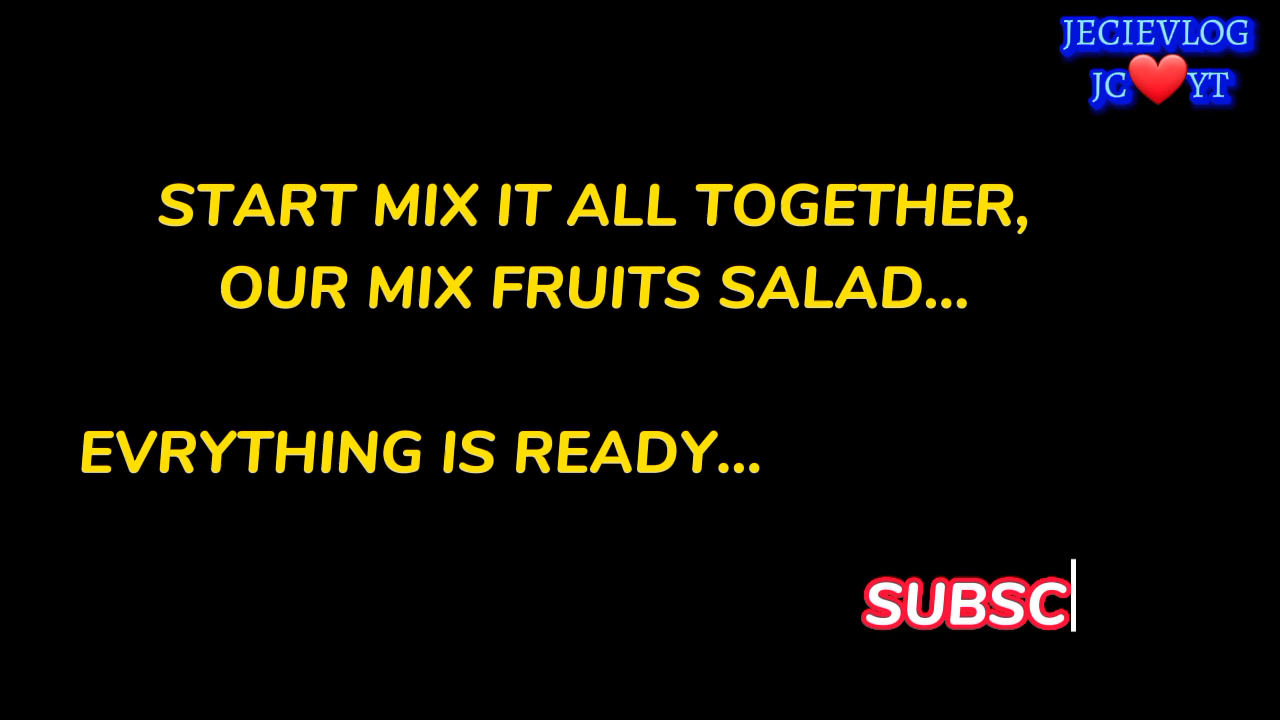 JECIEVLOG
JC❤️YT
START MIX IT ALL TOGETHER,
OUR MIX FRUITS SALAD...
EVRYTHING IS READY...
SUBSC